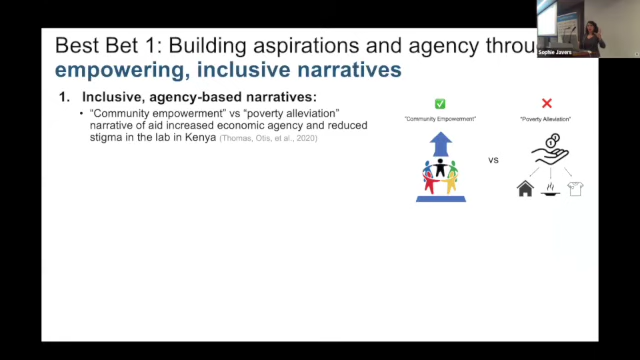 Best Bet 1: Building aspirations and agency throu
empowering, inclusive narratives
1. Inclusive, agency-based narratives:
• “Community empowerment” vs “poverty alleviation”
narrative of aid increased economic agency and reduced
stigma in the lab in Kenya (Thomas, Otis, et al., 2020)
“Community Empowerment”
vs
“Poverty Alleviation”
Sophie Javers